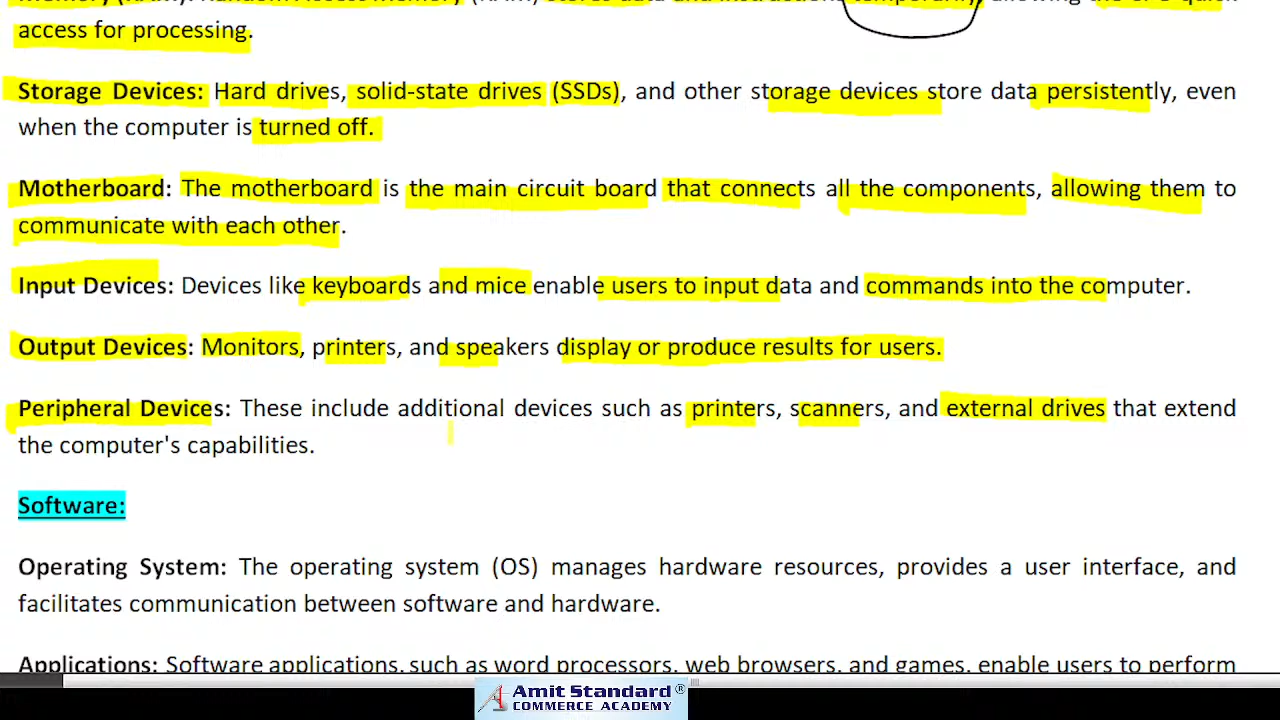 access for processing.
Storage Devices: Hard drives, solid-state drives (SSDs), and other storage devices store data persistently, even
when the computer is turned off.
Motherboard: The motherboard is the main circuit board that connects all the components, allowing them to
communicate with each other.
Input Devices: Devices like keyboards and mice enable users to input data and commands into the computer.
Output Devices: Monitors, printers, and speakers display or produce results for users.
Peripheral Devices: These include additional devices such as printers, scanners, and external drives that extend
the computer's capabilities.
Software:
Operating System: The operating system (OS) manages hardware resources, provides a user interface, and
facilitates communication between software and hardware.
Applications: Software applications, such as word processors, web browsers, and games, enable users to perform
Amit Standard®
COMMERCE ACADEMY